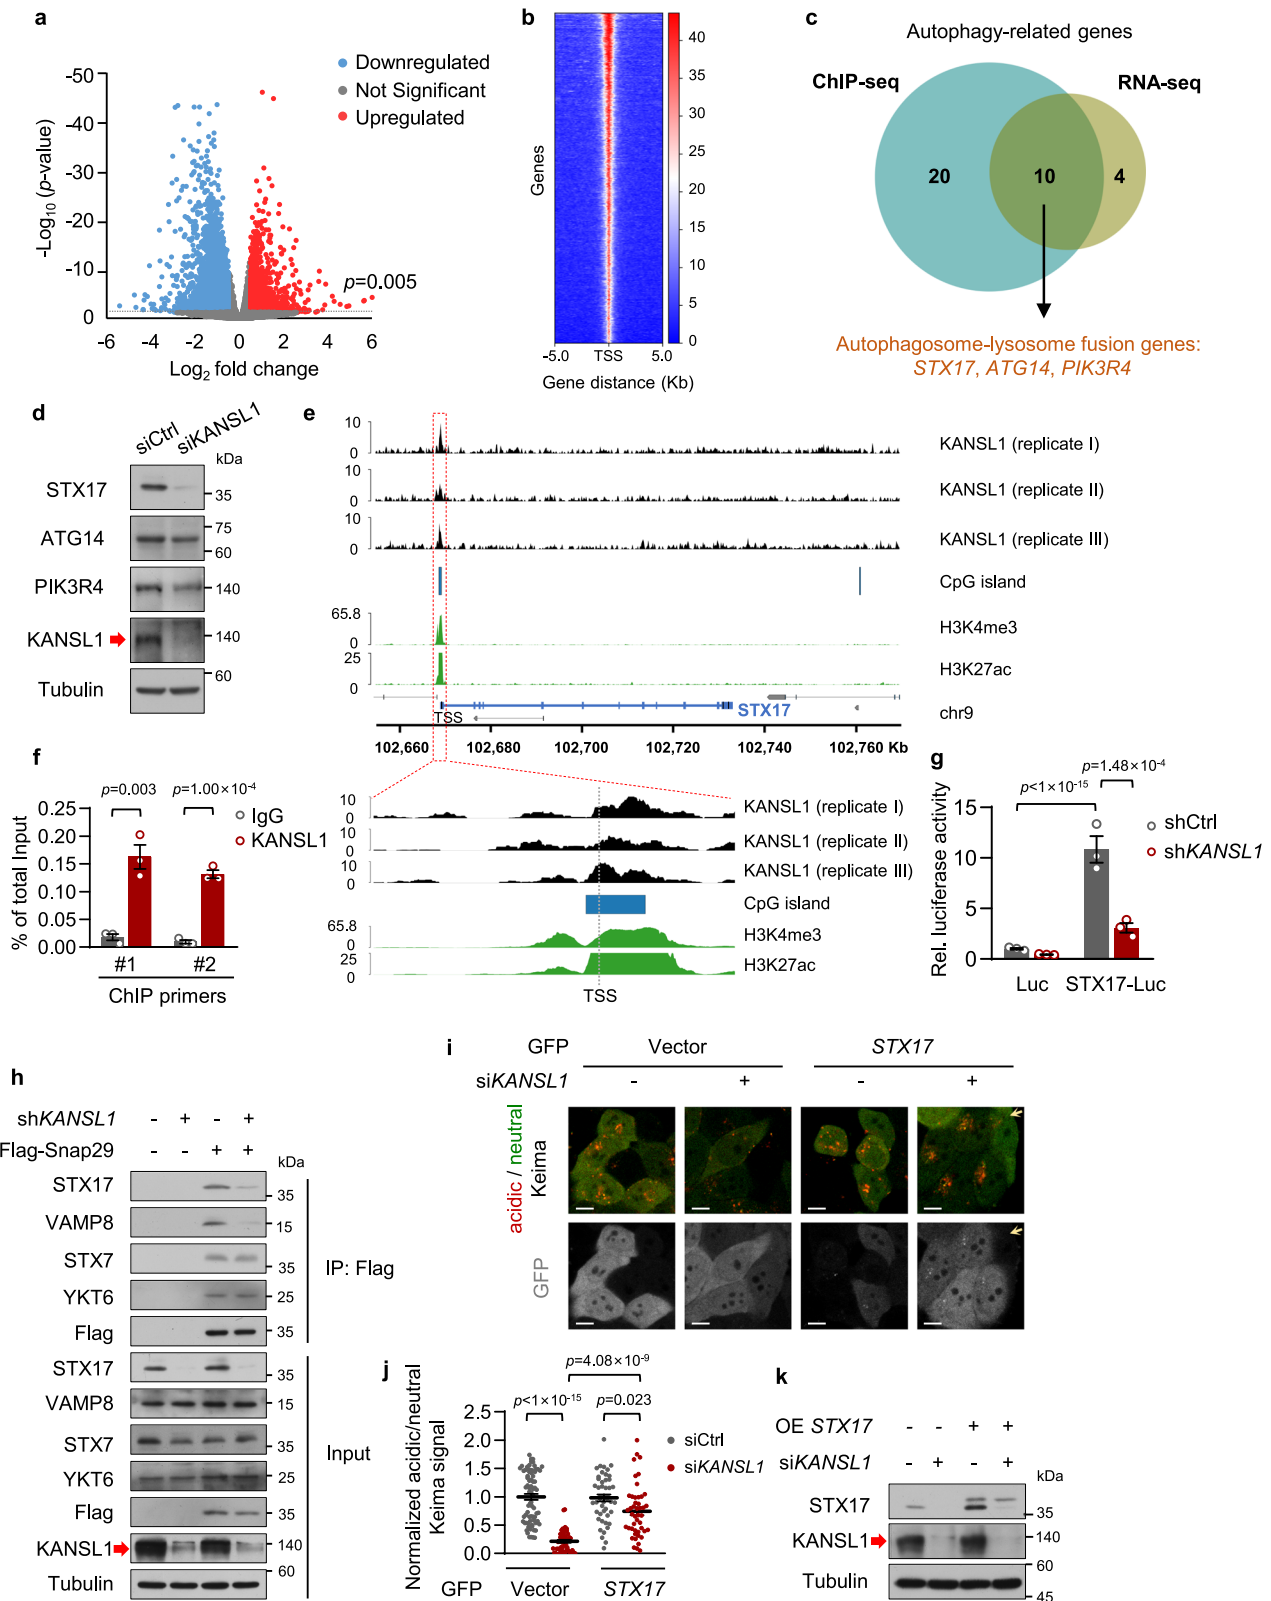 a
Downregulated
Not Significant
Upregulated
-Log10 (p-value)
-50
-40
-30
-20
-10
0
p=0.005
-6 -4 -2 0 2 4 6
Log2 fold change
b
Genes
40
35
30
25
20
15
10
5
0
-5.0 TSS 5.0
Gene distance (Kb)
c
Autophagy-related genes
ChIP-seq
RNA-seq
20 10 4
Autophagosome-lysosome fusion genes:
STX17, ATG14, PIK3R4
d
siCtrl siKANSL1
kDa
STX17 35
ATG14 75
60
PIK3R4 140
KANSL1 140
60
Tubulin
e
10
0
KANSL1 (replicate I)
10
0
KANSL1 (replicate II)
10
0
KANSL1 (replicate III)
CpG island
65.8
0
H3K4me3
25
0
H3K27ac
TSS
STX17
chr9
102,660 102,680 102,700 102,720 102,740 102,760 Kb
10
0
KANSL1 (replicate I)
10
0
KANSL1 (replicate II)
10
0
KANSL1 (replicate III)
CpG island
65.8
0
H3K4me3
25
0
H3K27ac
TSS
f
p=0.003 p=1.00×10-4
IgG
KANSL1
% of total Input
0.25
0.20
0.15
0.10
0.05
0.00
#1 #2
ChIP primers
g
p=1.48×10-4
p<1×10-15
shCtrl
shKANSL1
Rel. luciferase activity
15
10
5
0
Luc STX17-Luc
h
shKANSL1 - + - +
Flag-Snap29 - - + +
kDa
STX17 35
VAMP8 15
STX7 35
YKT6 25
Flag 35
IP: Flag
STX17 35
VAMP8 15
STX7 35
YKT6 25
Flag 35
KANSL1 140
60
Tubulin
Input
i
GFP Vector STX17
siKANSL1 - + - +
acidic / neutral
Keima
GFP
j
p=4.08×10-9
p<1×10-15 p=0.023
Normalized acidic/neutral
Keima signal
2.5
2.0
1.5
1.0
0.5
0.0
siCtrl
siKANSL1
GFP Vector STX17
k
OE STX17 - - + +
siKANSL1 - + - +
kDa
STX17 35
KANSL1 140
60
Tubulin
45